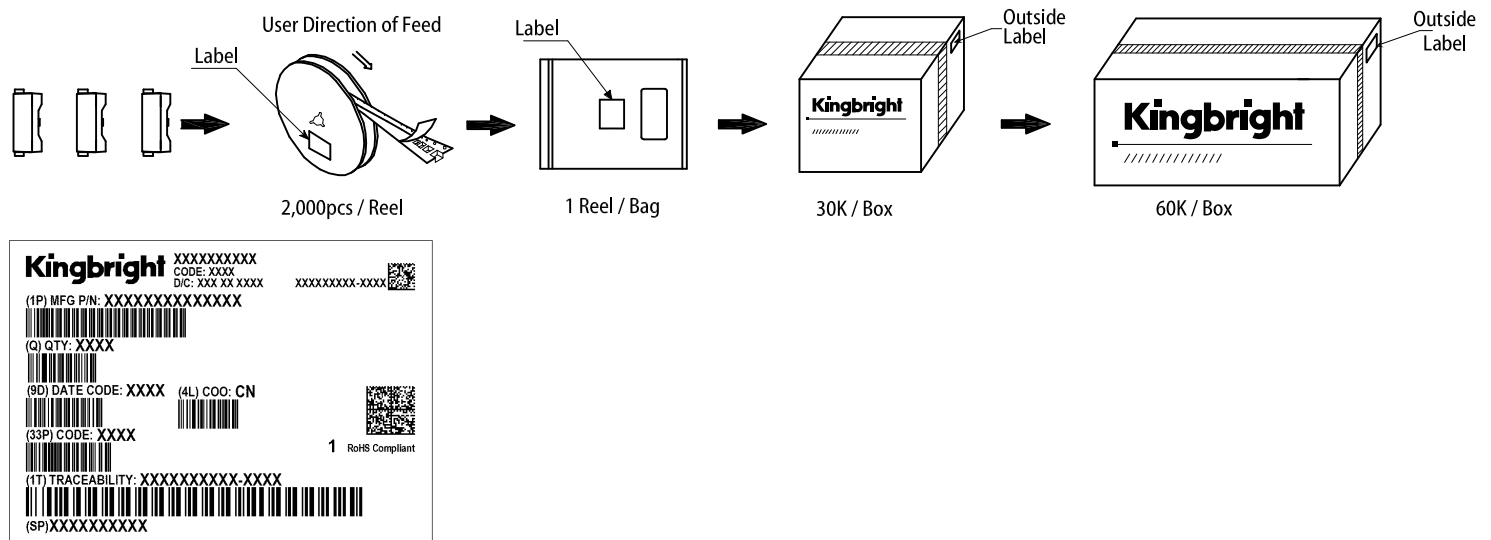 User Direction of Feed
Label
2,000pcs / Reel
Label
1 Reel / Bag
Outside
Label
Kingbright
30K / Box
Outside
Label
Kingbright
60K / Box
Kingbright
XXXXXXXXXX
CODE: XXXX
D/C: XXX XX XXXX
XXXXXXXXX-XXXX
(1P) MFG P/N: XXXXXXXXXXXXXX
(Q) QTY: XXXX
(9D) DATE CODE: XXXX (4L) COO: CN
(33P) CODE: XXXX
1 RoHS Compliant
(1T) TRACEABILITY: XXXXXXXXXX-XXXX
(SP)XXXXXXXXXX